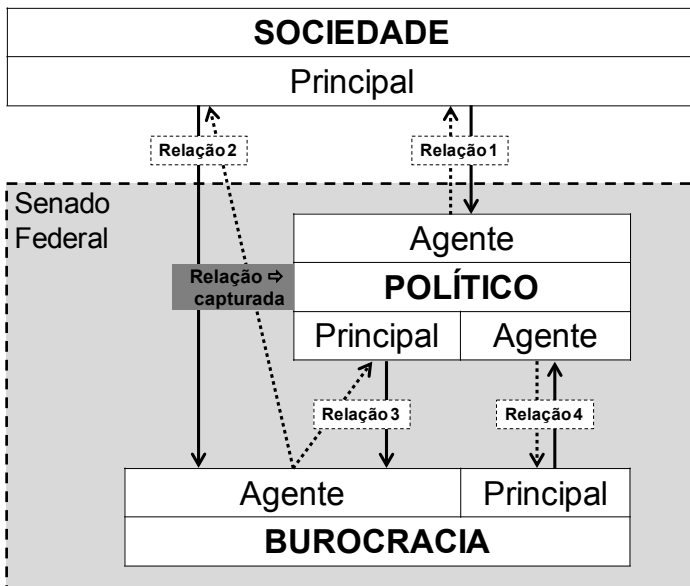 SOCIEDADE
Principal
Relação 2
Relação 1
Senado
Federal
Agente
Relação ⇨
capturada
POLÍTICO
Principal
Agente
Relação 3
Relação 4
Agente
Principal
BUROCRACIA